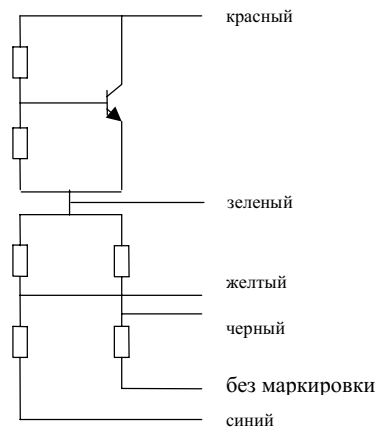 красный
зеленый
желтый
черный
без маркировки
синий